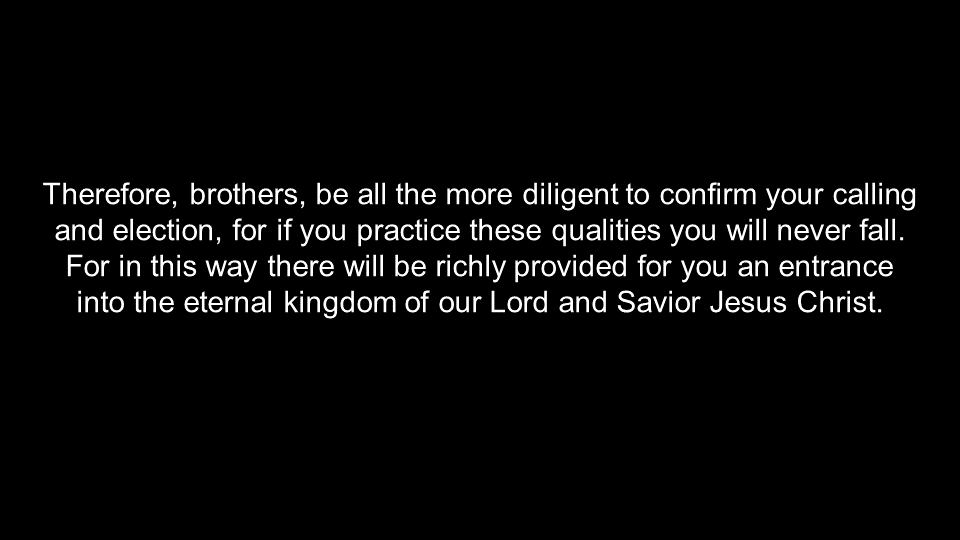 Therefore, brothers, be all the more diligent to confirm your calling
and election, for if you practice these qualities you will never fall.
For in this way there will be richly provided for you an entrance
into the eternal kingdom of our Lord and Savior Jesus Christ.